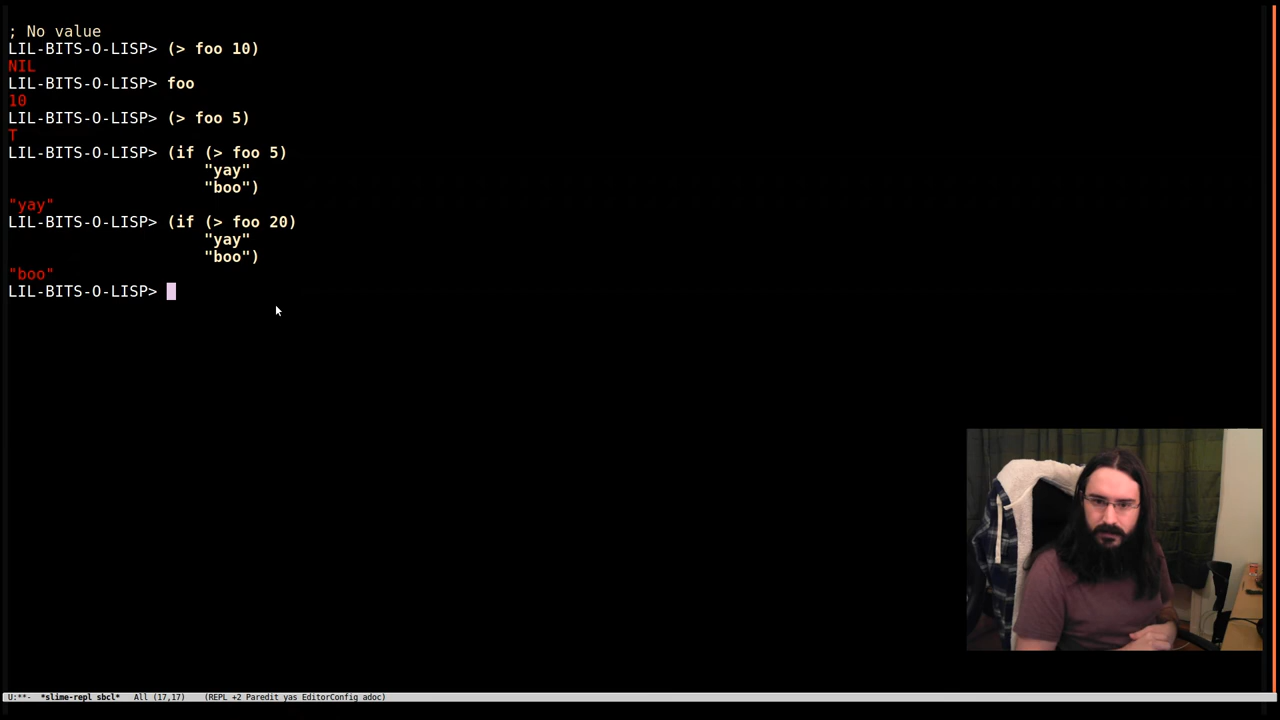 ; No value
LIL-BITS-O-LISP> (> foo 10)
NIL
LIL-BITS-O-LISP> foo
10
LIL-BITS-O-LISP> (> foo 5)
T
LIL-BITS-O-LISP> (if (> foo 5)
"yay"
"boo")
"yay"
LIL-BITS-O-LISP> (if (> foo 20)
"yay"
"boo")
"boo"
LIL-BITS-O-LISP>
U:**- *slime-repl sbcl* All (17,17) (REPL +2 Paredit yas EditorConfig adoc)